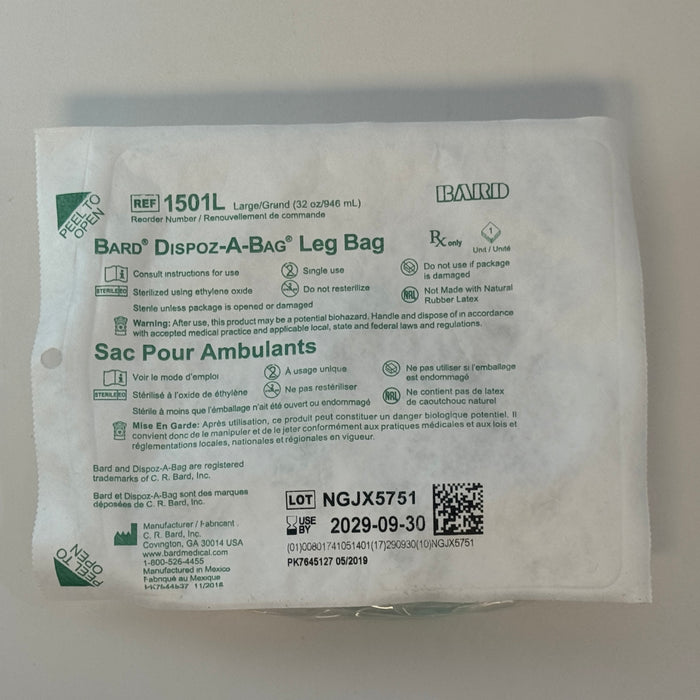 PEEL TO
OPEN
REF 1501L Large/Grand (32 oz/946 mL)
Reorder Number / Renouvellement de commande
BARD
BARD® DISPOZ-A-BAG® Leg Bag
Rx only
1
Unit / Unité
Consult instructions for use
Single use
Do not use if package
is damaged
STERILE EO Sterilized using ethylene oxide
Do not resterilize
NRL Not Made with Natural
Rubber Latex
Sterile unless package is opened or damaged
Warning: After use, this product may be a potential biohazard. Handle and dispose of in accordance
with accepted medical practice and applicable local, state and federal laws and regulations.
Sac Pour Ambulants
Voir le mode d'emploi
À usage unique
Ne pas utiliser si l'emballage
est endommagé
STERILE EO Stérilisé à l'oxide de éthylène
Ne pas restériliser
NRL Ne contient pas de latex
de caoutchouc naturel
Stérile à moins que l'émballage n'ait été ouvert ou endommagé
Mise En Garde: Après utilisation, ce produit peut constituer un danger biologique potentiel. Il
convient donc de le manipuler et de le jeter conformément aux pratiques médicales et aux lois et
réglementations locales, nationales et régionales en vigueur.
Bard and Dispoz-A-Bag are registered
trademarks of C. R. Bard, Inc.
Bard et Dispoz-A-Bag sont des marques
déposées de C. R. Bard, Inc.
LOT NGJX5751
USE
BY 2029-09-30
(01)00801741051401(17)290930(10)NGJX5751
PK7645127 05/2019
Manufacturer / Fabricant
C. R. Bard, Inc.
Covington, GA 30014 USA
www.bardmedical.com
1-800-526-4455
Manufactured in Mexico
Fabriqué au Mexique
11/2018
PEEL TO
OPEN